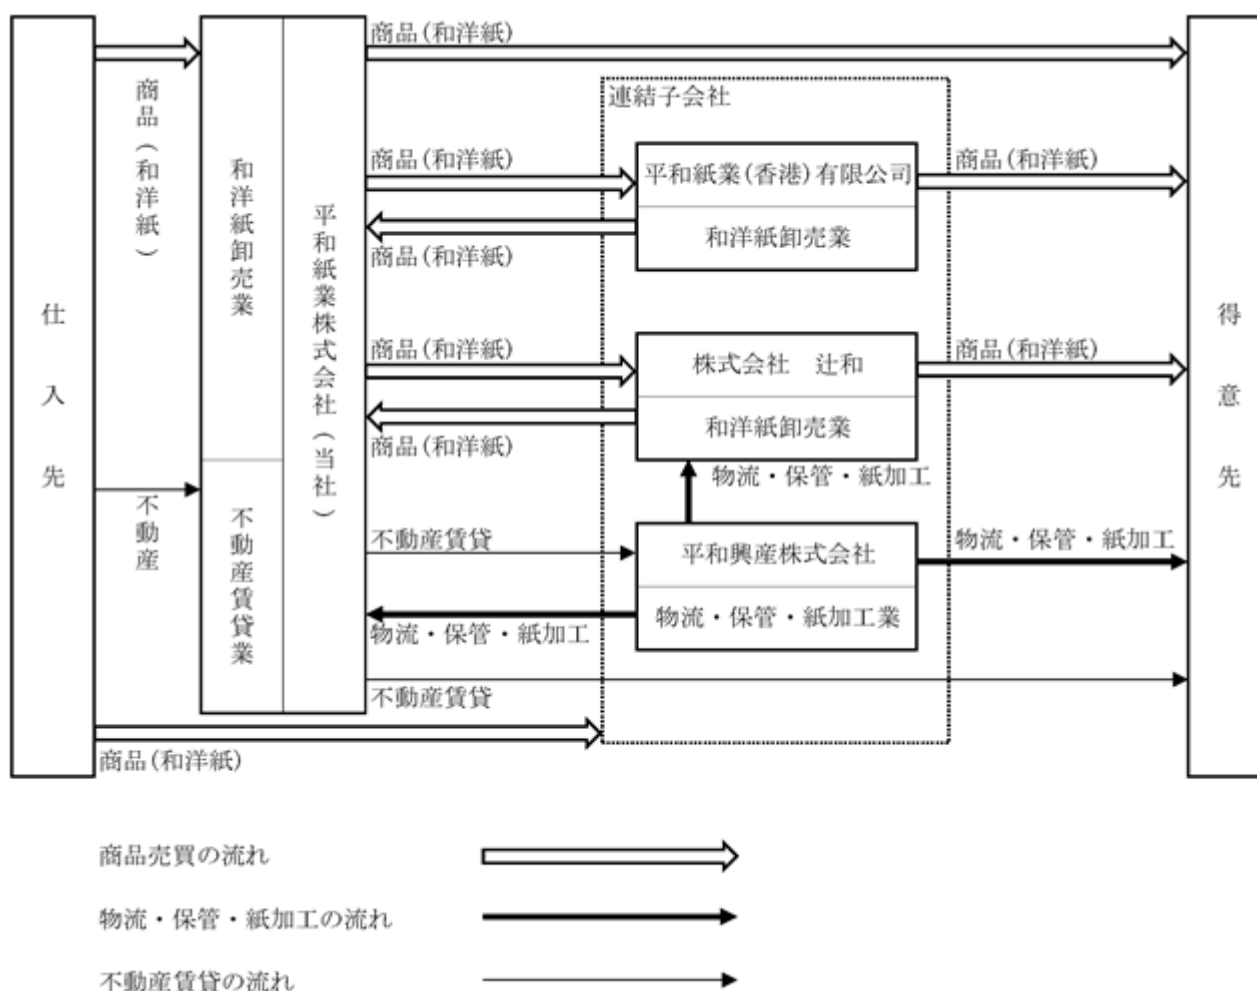 仕入先
商品(和洋紙)
不動産
和洋紙卸売業
不動産賃貸業
平和紙業株式会社(当社)
商品(和洋紙)
連結子会社
商品(和洋紙)
平和紙業(香港)有限公司
和洋紙卸売業
商品(和洋紙)
商品(和洋紙)
商品(和洋紙)
株式会社 辻和
和洋紙卸売業
商品(和洋紙)
商品(和洋紙)
物流・保管・紙加工
不動産賃貸
平和興産株式会社
物流・保管・紙加工業
物流・保管・紙加工
物流・保管・紙加工
不動産賃貸
商品(和洋紙)
得意先
商品売買の流れ
物流・保管・紙加工の流れ
不動産賃貸の流れ